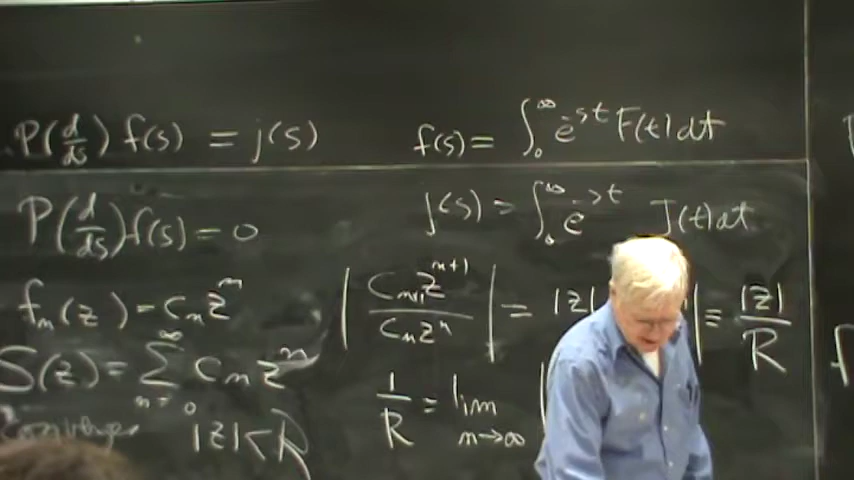 P(d/ds) f(s) = j(s)
f(s) = ∫₀^∞ e^{-st} F(t) dt
P(d/ds) f(s) = 0
j(s) = ∫₀^∞ e^{-st} J(t) dt
f_n(z) = C_n z^n
|C_{n+1} z^{n+1} / C_n z^n| = |z| | = |z|/R
S(z) = ∑_{n=0}^∞ C_n z^n
1/R = lim_{n→∞} |
Converges |z| < R